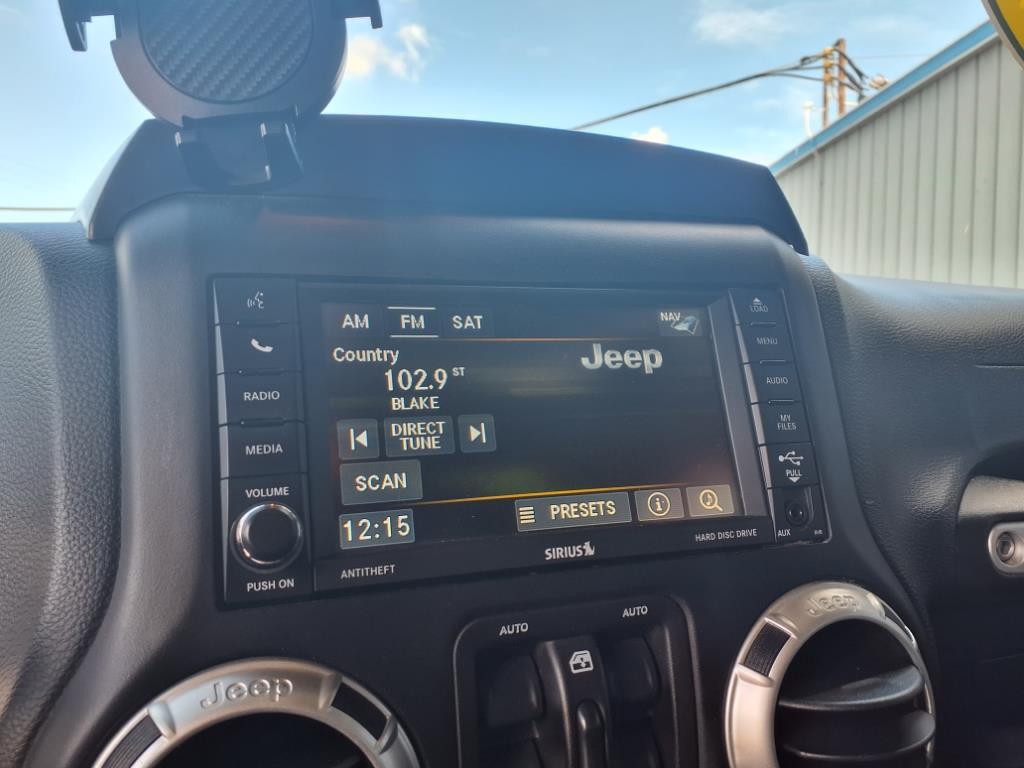 AM FM SAT NAV
Country Jeep
102.9 ST
BLAKE
DIRECT
TUNE
SCAN
12:15 PRESETS
RADIO
MEDIA
VOLUME
PUSH ON
ANTITHEFT
SIRIUS
HARD DISC DRIVE
LOAD
MENU
AUDIO
MY
FILES
PULL
AUX
AUTO
AUTO
Jeep
Jeep